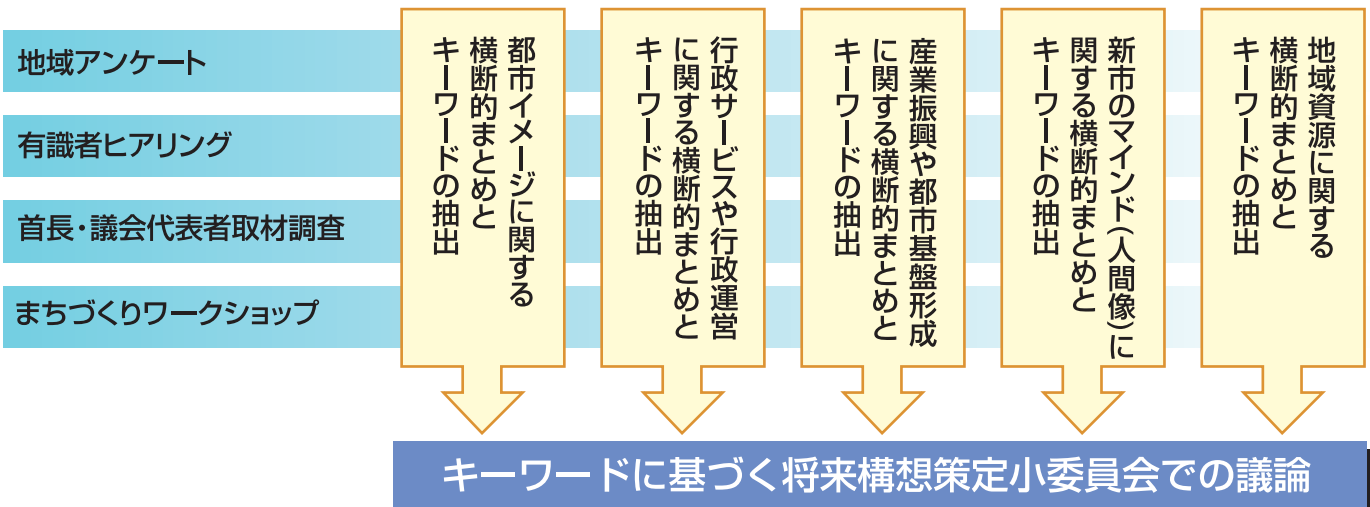 地域アンケート
有識者ヒアリング
首長・議会代表者取材調査
まちづくりワークショップ
都市イメージに関する
横断的まとめと
キーワードの抽出
行政サービスや行政運営
に関する横断的まとめと
キーワードの抽出
産業振興や都市基盤形成
に関する横断的まとめと
キーワードの抽出
新市のマインド(人間像)に
関する横断的まとめと
キーワードの抽出
地域資源に関する
横断的まとめと
キーワードの抽出
キーワードに基づく将来構想策定小委員会での議論